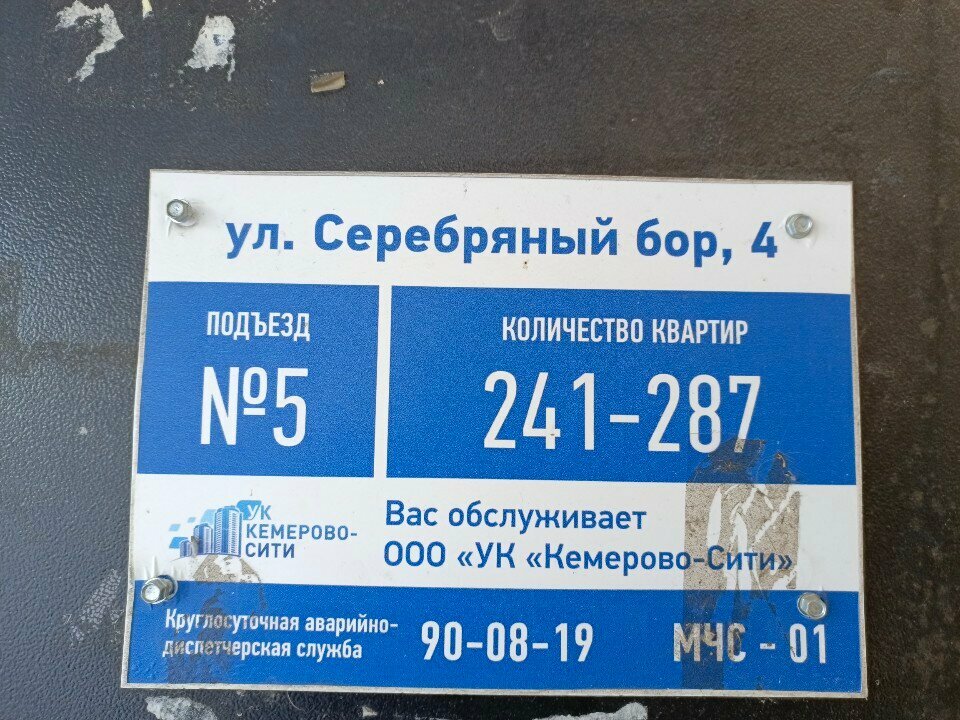 ул. Серебряный бор, 4
ПОДЪЕЗД
№5
КОЛИЧЕСТВО КВАРТИР
241-287
УК
КЕМЕРОВО-
СИТИ
Вас обслуживает
ООО «УК «Кемерово-Сити»
Круглосуточная аварийно-
диспетчерская служба
90-08-19
МЧС - 01